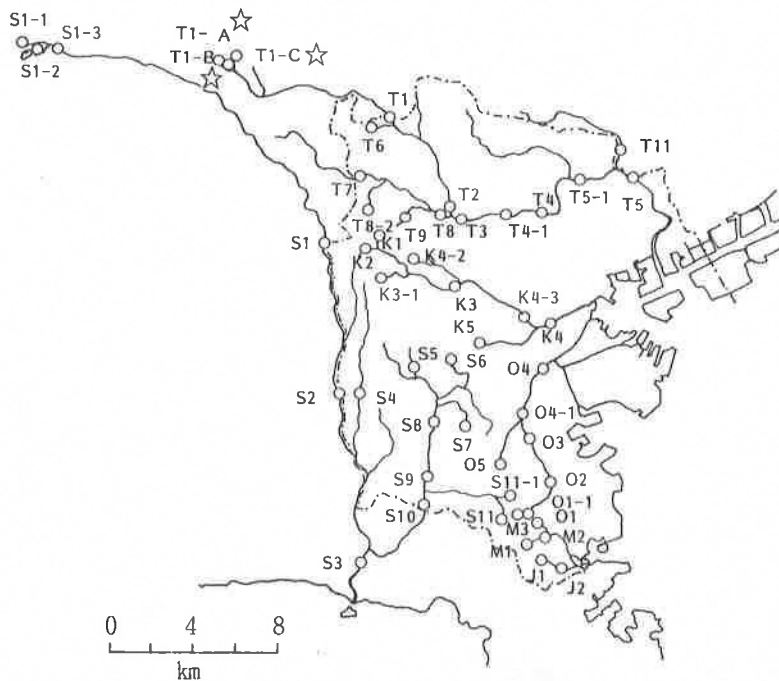 S1-1
T1-
A
S1-3
T1-B
T1-C
S1-2
T1
T6
T11
T7
T2
T4
T5-1
T5
T8-2
T9
T8
T3
T4-1
S1
K1
K2
K4-2
K3-1
K3
K4-3
K5
K4
S5
S6
O4
S2
S4
O4-1
S8
S7
O3
O5
S9
S11-1
O2
O1-1
S10
S11
M3
O1
M2
M1
S3
J1
J2
0 4 8
km